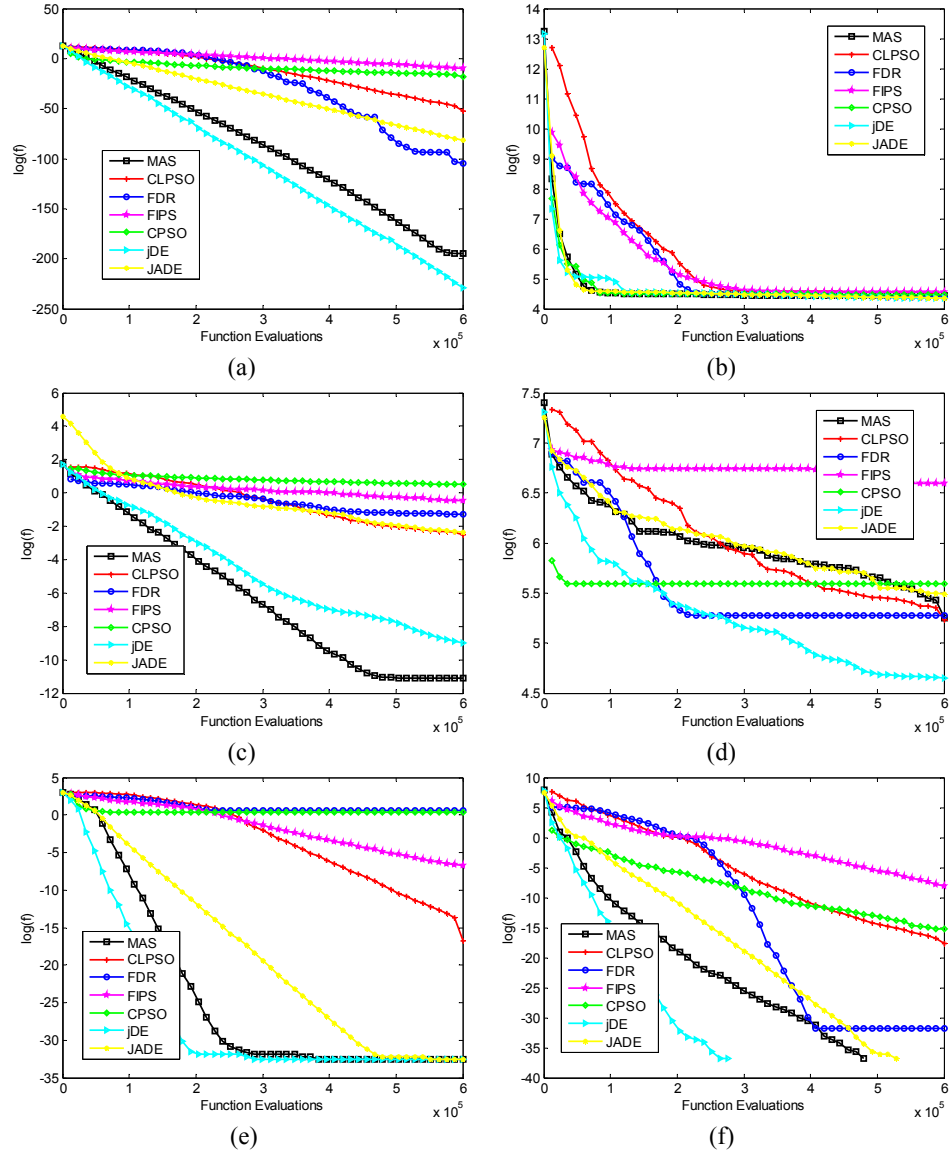 50
0
-50
-100
-150
-200
-250
log(f)
MAS
CLPSO
FDR
FIPS
CPSO
jDE
JADE
0 1 2 3 4 5 6
Function Evaluations
x 10^5
(a)
14
13
12
11
10
9
8
7
6
5
4
log(f)
MAS
CLPSO
FDR
FIPS
CPSO
jDE
JADE
0 1 2 3 4 5 6
Function Evaluations
x 10^5
(b)
6
4
2
0
-2
-4
-6
-8
-10
-12
log(f)
MAS
CLPSO
FDR
FIPS
CPSO
jDE
JADE
0 1 2 3 4 5 6
Function Evaluations
x 10^5
(c)
7.5
7
6.5
6
5.5
5
4.5
log(f)
MAS
CLPSO
FDR
FIPS
CPSO
jDE
JADE
0 1 2 3 4 5 6
Function Evaluations
x 10^5
(d)
5
0
-5
-10
-15
-20
-25
-30
-35
log(f)
MAS
CLPSO
FDR
FIPS
CPSO
jDE
JADE
0 1 2 3 4 5 6
Function Evaluations
x 10^5
(e)
10
5
0
-5
-10
-15
-20
-25
-30
-35
-40
log(f)
MAS
CLPSO
FDR
FIPS
CPSO
jDE
JADE
0 1 2 3 4 5 6
Function Evaluations
x 10^5
(f)